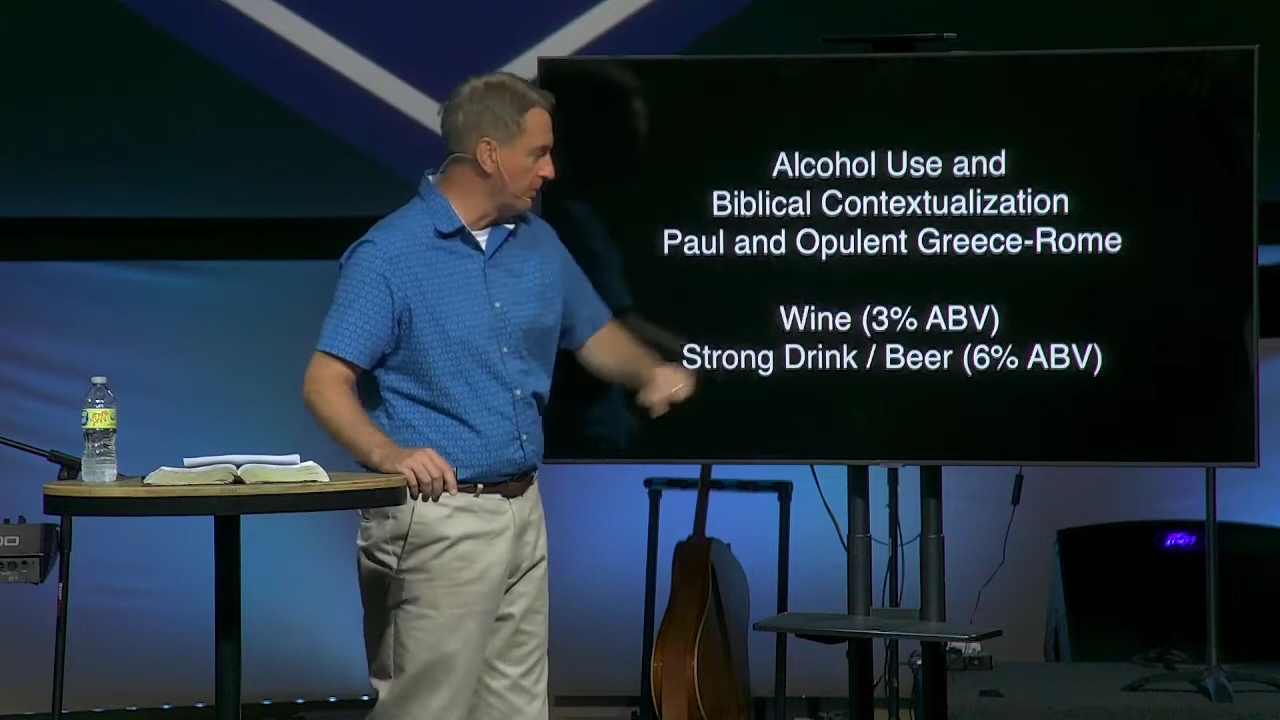 Alcohol Use and
Biblical Contextualization
Paul and Opulent Greece-Rome
Wine (3% ABV)
Strong Drink / Beer (6% ABV)